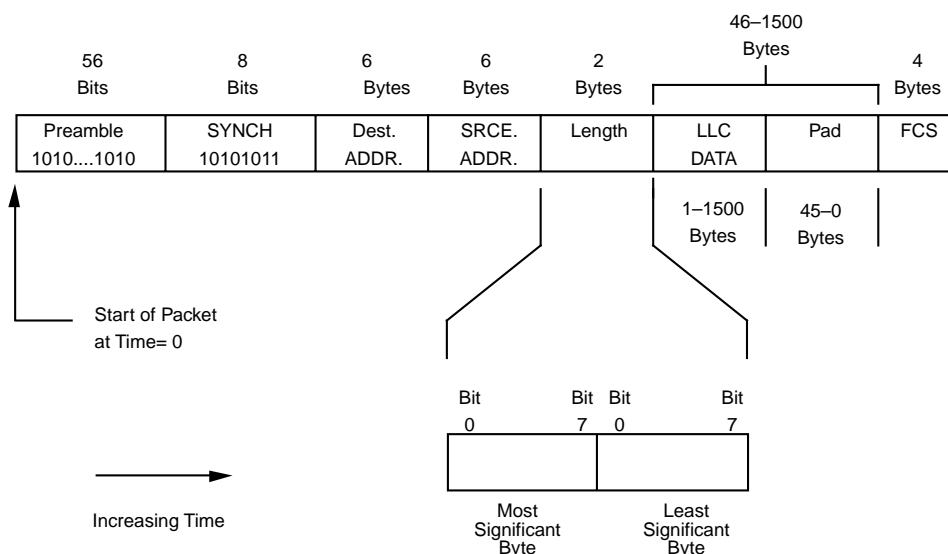 46–1500
Bytes
56
Bits
8
Bits
6
Bytes
6
Bytes
2
Bytes
4
Bytes
Preamble
1010....1010
SYNCH
10101011
Dest.
ADDR.
SRCE.
ADDR.
Length
LLC
DATA
Pad
FCS
1–1500
Bytes
45–0
Bytes
Start of Packet
at Time= 0
Bit
0
Bit
7
Bit
0
Bit
7
Increasing Time
Most
Significant
Byte
Least
Significant
Byte